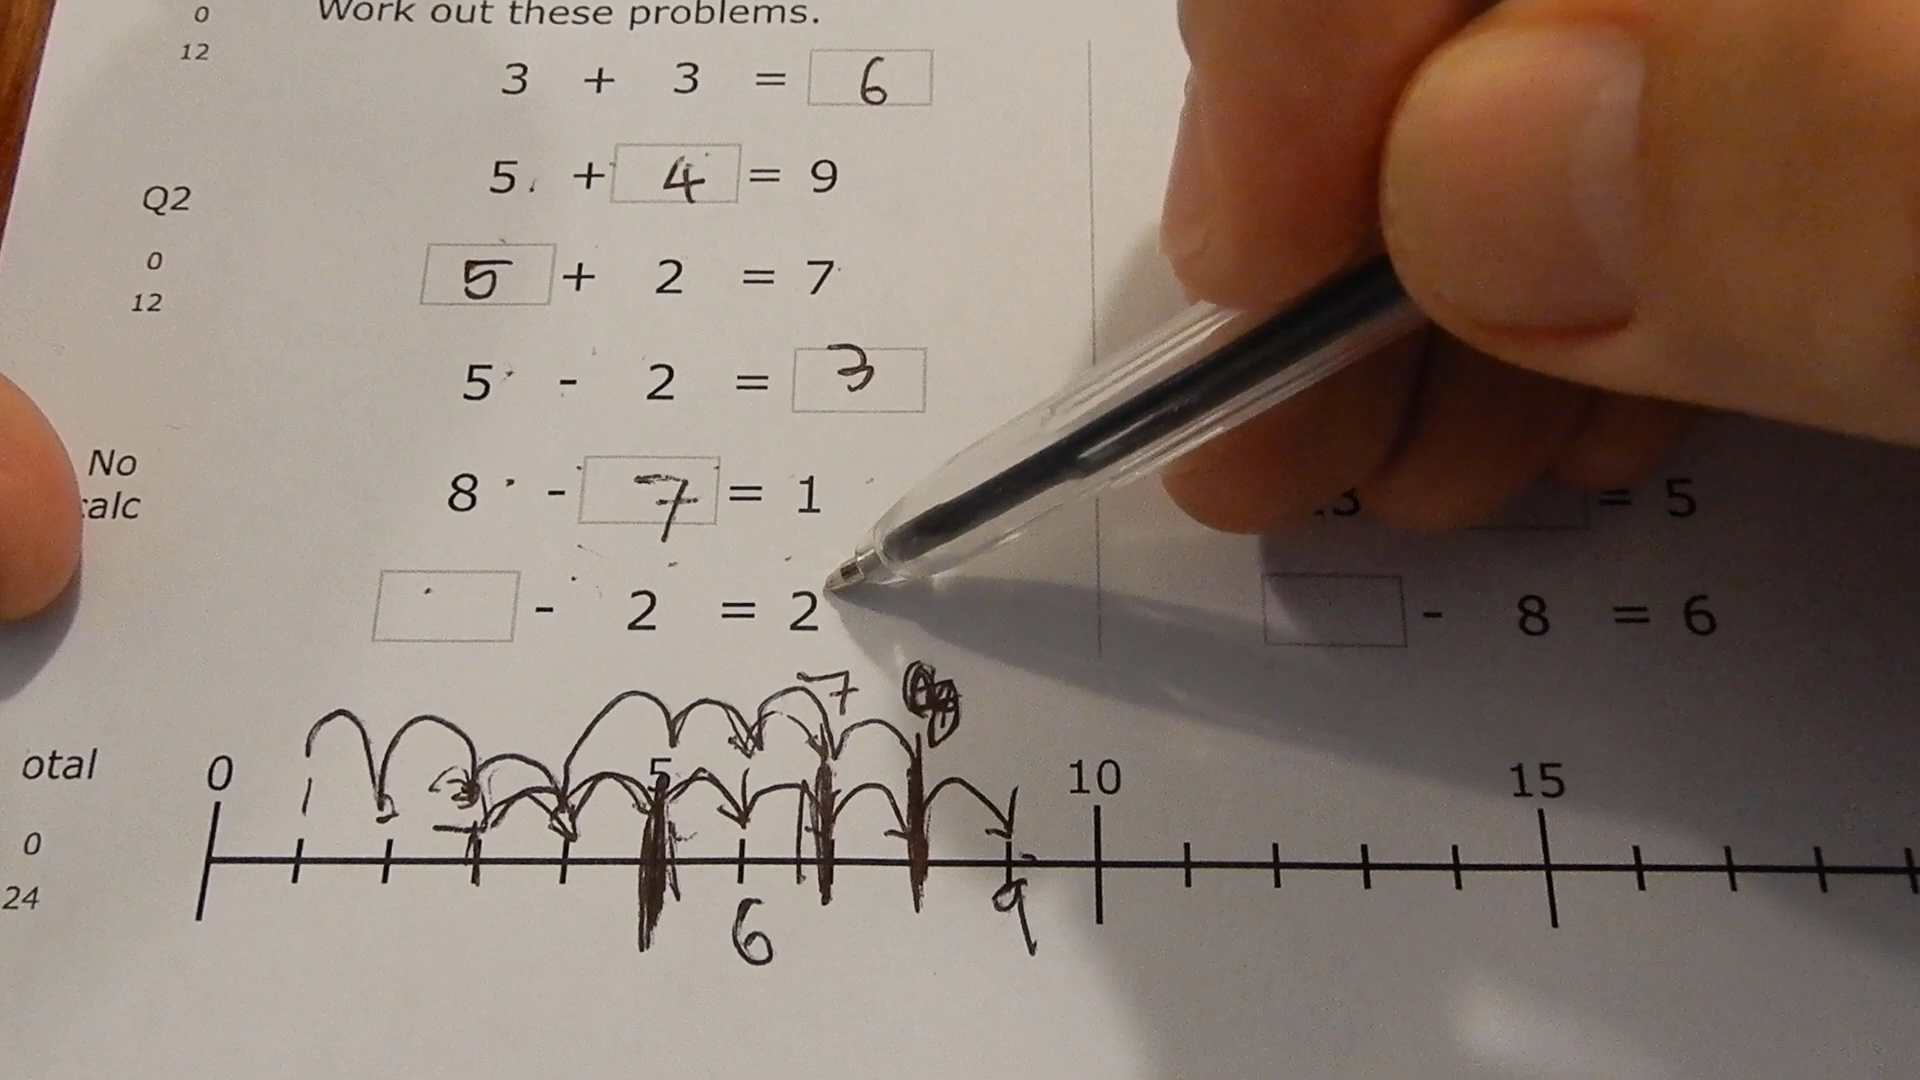 0
12
Work out these problems.
3 + 3 = 6
5 + 4 = 9
Q2
0
12
5 + 2 = 7
5 - 2 = 3
No
alc
8 - 7 = 1
3 = 5
- 2 = 2
- 8 = 6
7
otal
0 5 10 15
3
0
24
6 9